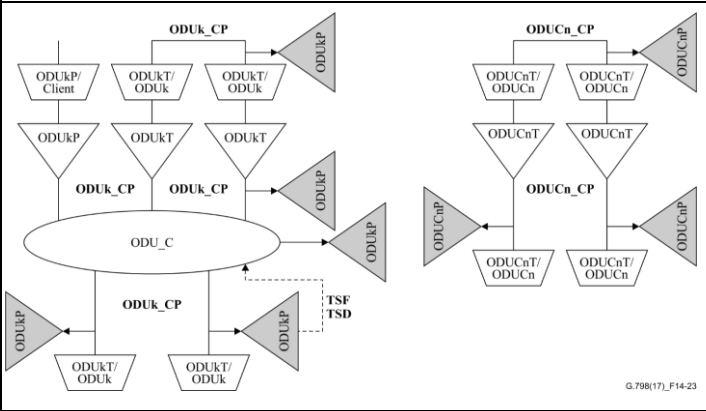 ODUk_CP
ODUCn_CP
ODUkP/
Client
ODUkT/
ODUk
ODUkT/
ODUk
ODUkP
ODUCnT/
ODUCn
ODUCnT/
ODUCn
ODUCnP
ODUkP
ODUkT
ODUkT
ODUCnT
ODUCnT
ODUk_CP
ODUk_CP
ODUkP
ODUCn_CP
ODU_C
ODUkP
ODUCnP
ODUCnP
ODUCnT/
ODUCn
ODUCnT/
ODUCn
ODUk_CP
TSF
TSD
ODUkP
ODUkP
ODUkT/
ODUk
ODUkT/
ODUk
G.798(17)_F14-23